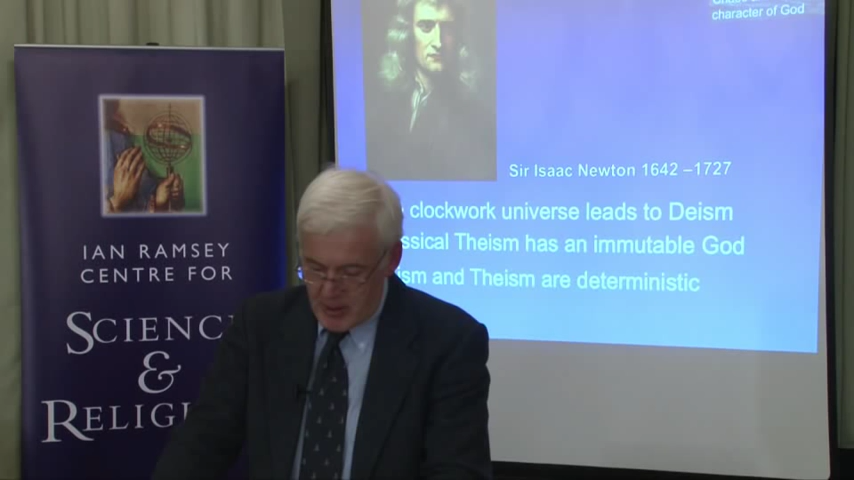 IAN RAMSEY
CENTRE FOR
SCIENC
&
RELIGI
character of God
Sir Isaac Newton 1642 –1727
clockwork universe leads to Deism
ssical Theism has an immutable God
ism and Theism are deterministic